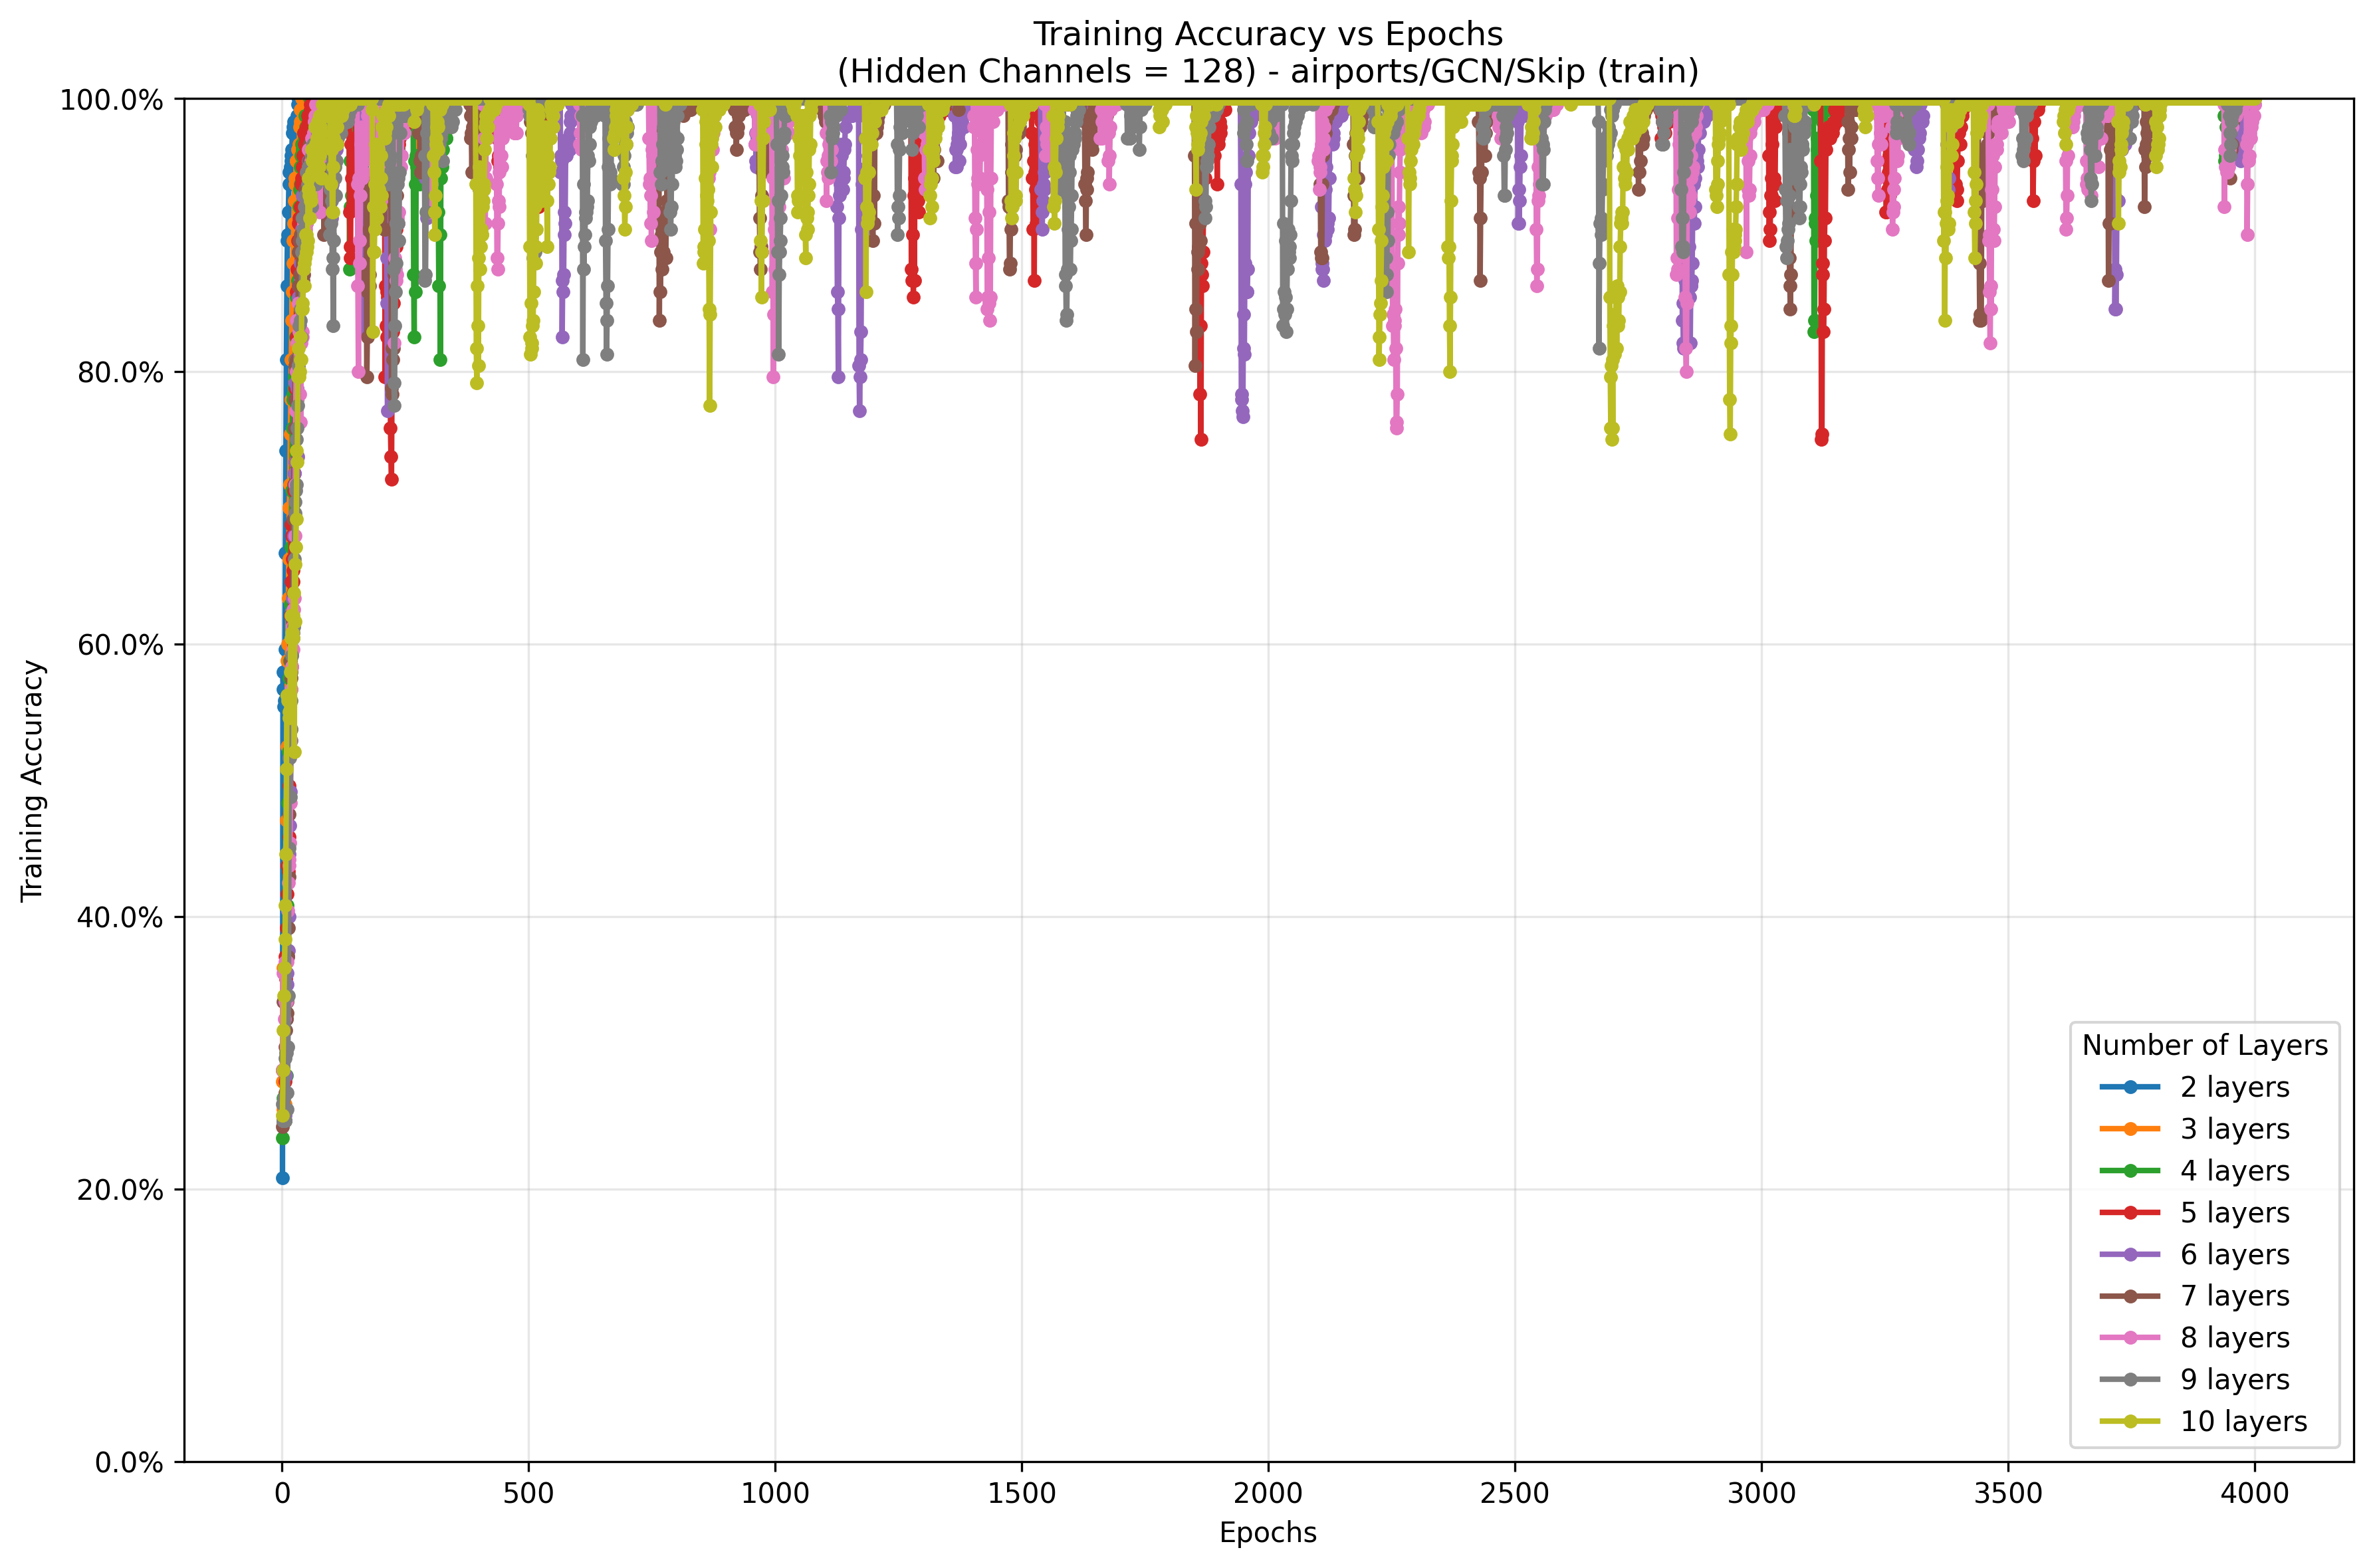 Training Accuracy vs Epochs
(Hidden Channels = 128) - airports/GCN/Skip (train)
100.0%
80.0%
60.0%
40.0%
20.0%
0.0%
Training Accuracy
0
500
1000
1500
2000
2500
3000
3500
4000
Epochs
Number of Layers
2 layers
3 layers
4 layers
5 layers
6 layers
7 layers
8 layers
9 layers
10 layers